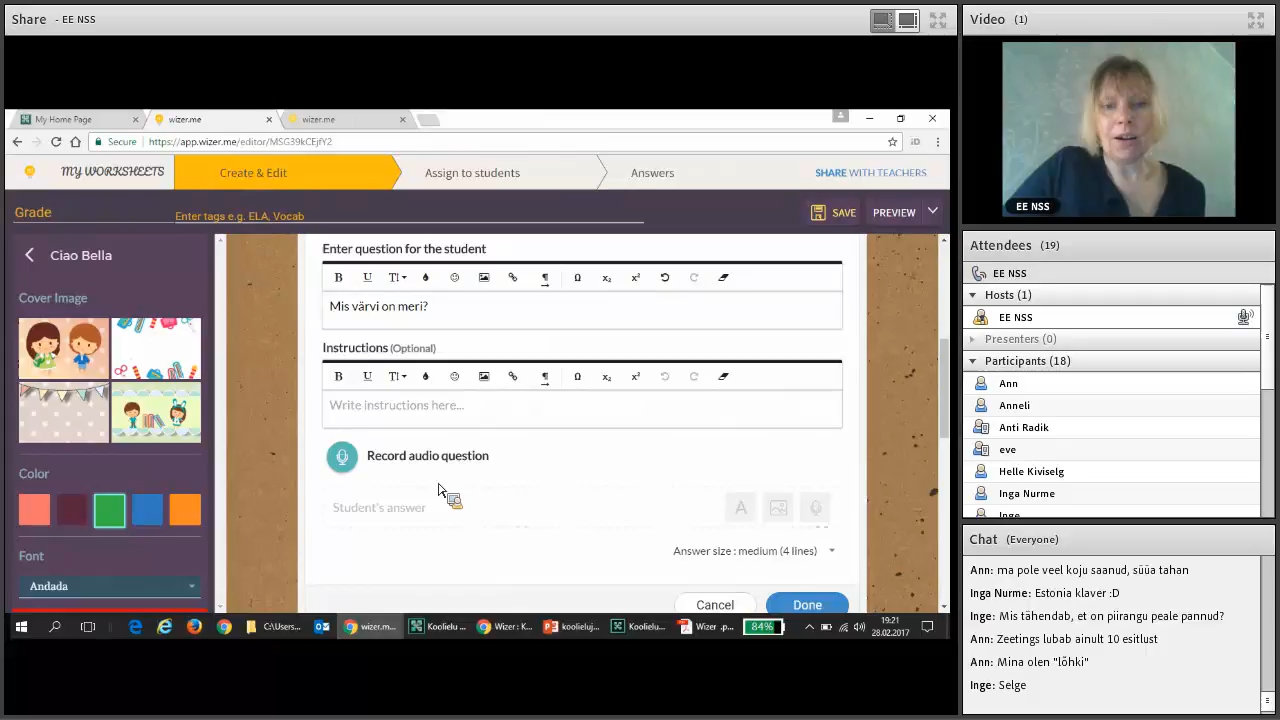 Share - EE NSS
Video (1)
My Home Page
wizer.me
wizer.me
Secure
https://app.wizer.me/editor/MSG39kCEjfY2
MY WORKSHEETS
Create & Edit
Assign to students
Answers
SHARE WITH TEACHERS
Grade
Enter tags e.g. ELA, Vocab
SAVE
PREVIEW
Ciao Bella
Cover Image
Color
Font
Andada
Enter question for the student
B U T! ¶ Ω x₂ x²
Mis värvi on meri?
Instructions (Optional)
B U T! ¶ Ω x₂ x²
Write instructions here...
Record audio question
Student's answer
A
Answer size : medium (4 lines)
Cancel
Done
C:\Users...
wizer.m...
Koolielu...
Wizer : K...
koolieluj...
Koolielu...
Wizer .p...
84%
19:21
28.02.2017
EE NSS
Attendees (19)
EE NSS
Hosts (1)
EE NSS
Presenters (0)
Participants (18)
Ann
Anneli
Anti Radik
eve
Helle Kiviselg
Inga Nurme
Inge
Chat (Everyone)
Ann: ma pole veel koju saanud, süüa tahan
Inga Nurme: Estonia klaver :D
Inge: Mis tähendab, et on piirangu peale pannud?
Ann: Zeetings lubab ainult 10 esitlust
Ann: Mina olen "lõhki"
Inge: Selge